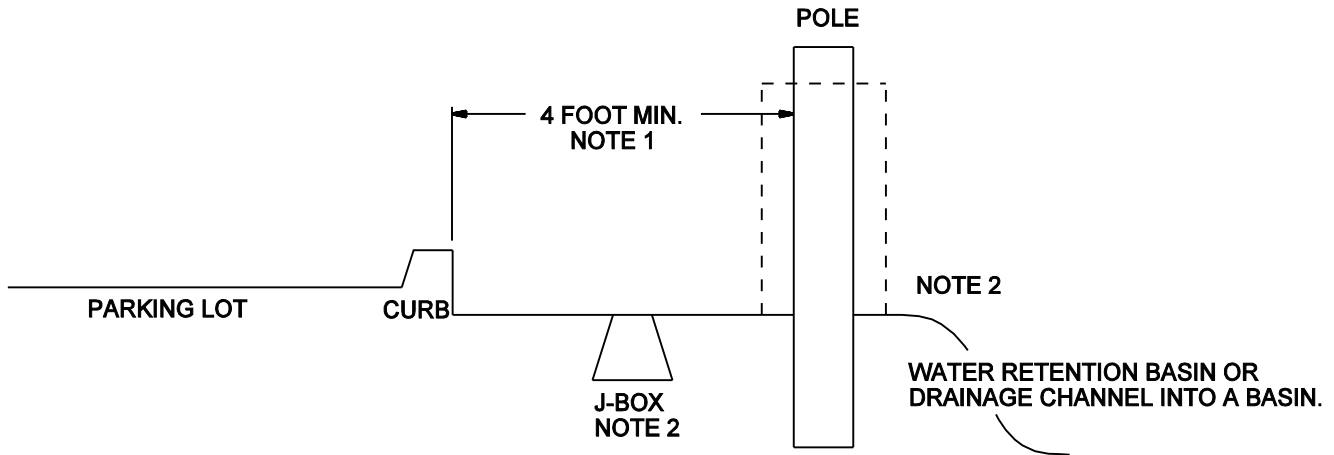 POLE
4 FOOT MIN.
NOTE 1
PARKING LOT
CURB
NOTE 2
J-BOX
NOTE 2
WATER RETENTION BASIN OR
DRAINAGE CHANNEL INTO A BASIN.